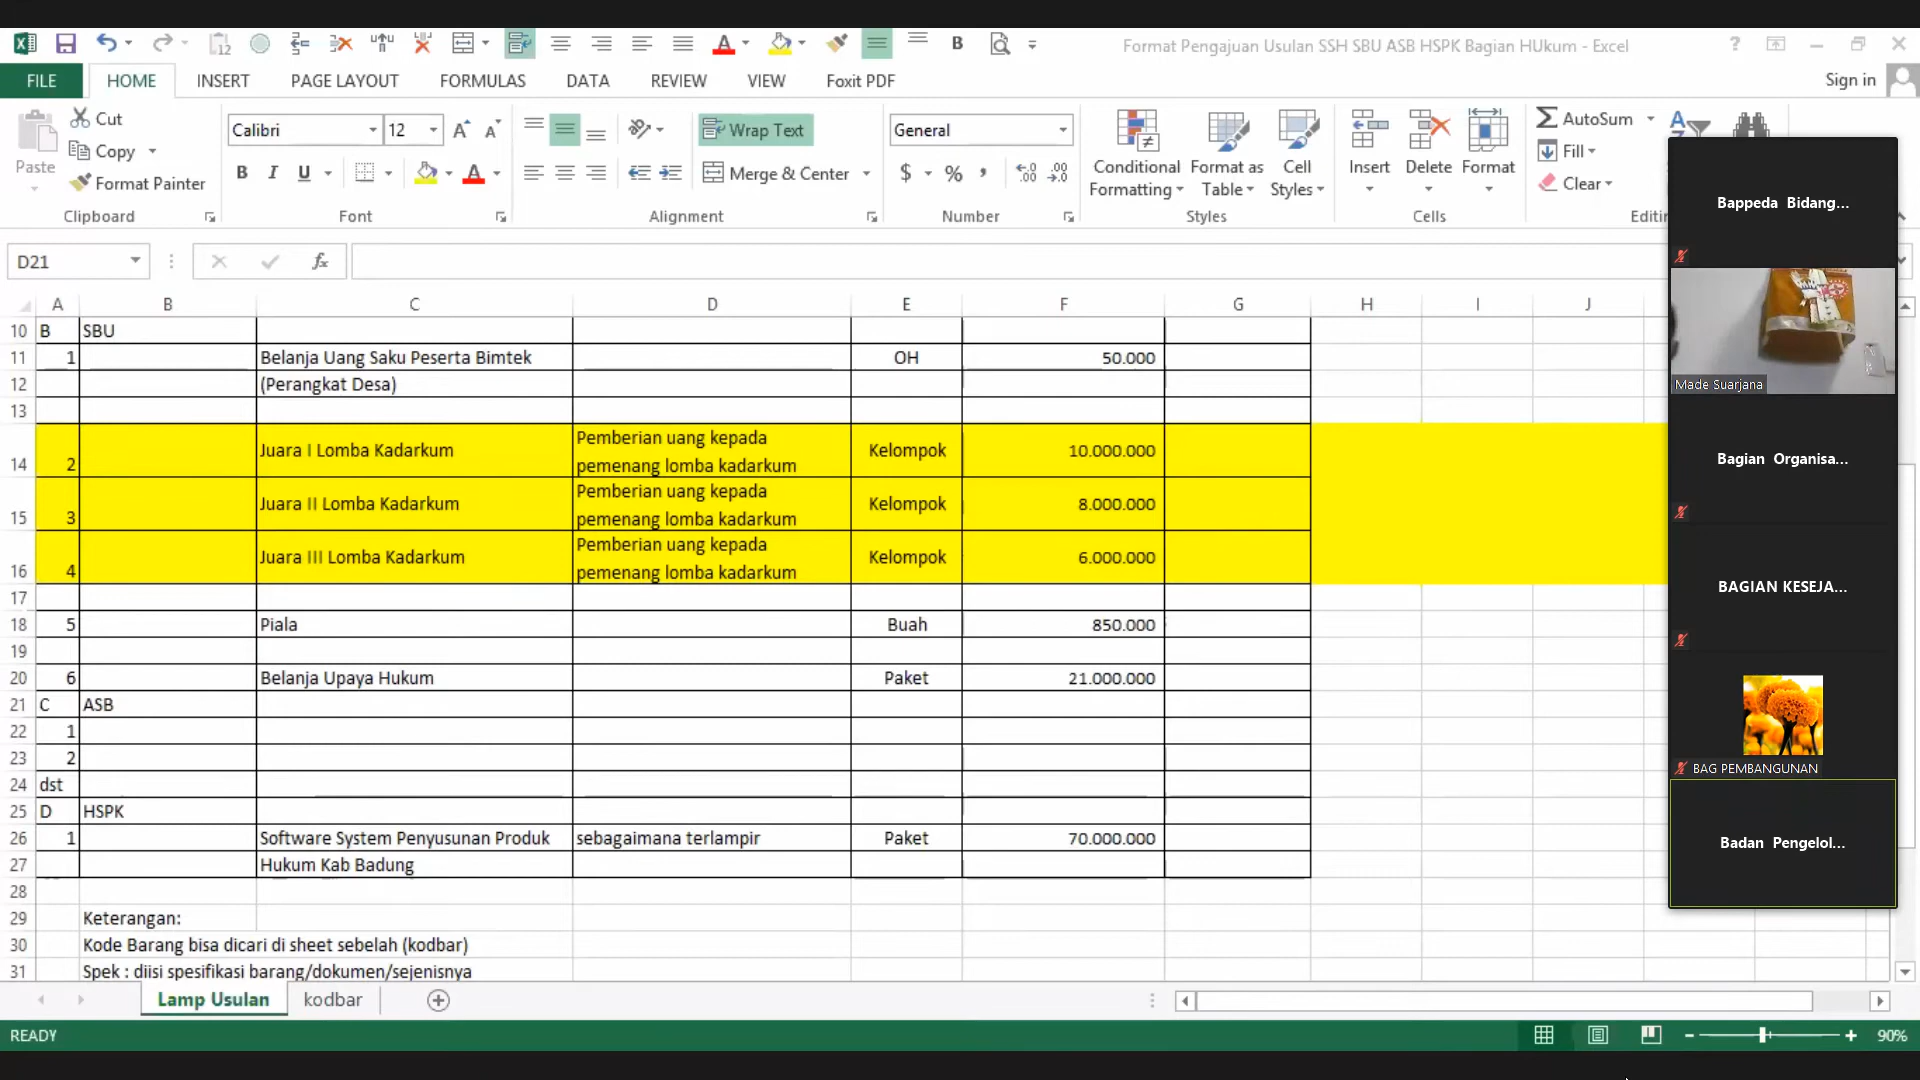 Format Pengajuan Usulan SSH SBU ASB HSPK Bagian HUkum - Excel
FILE HOME INSERT PAGE LAYOUT FORMULAS DATA REVIEW VIEW Foxit PDF Sign in
Paste
Cut
Copy
Format Painter
Clipboard
Calibri 12
B I U
Font
Wrap Text
Merge & Center
Alignment
General
$ %
Number
Conditional Formatting
Format as Table
Cell Styles
Styles
Insert Delete Format
Cells
AutoSum
Fill
Clear
D21
A B C D E F G H I J
10 B SBU
11 1 Belanja Uang Saku Peserta Bimtek OH 50.000
12 (Perangkat Desa)
13
14 2 Juara I Lomba Kadarkum Pemberian uang kepada pemenang lomba kadarkum Kelompok 10.000.000
15 3 Juara II Lomba Kadarkum Pemberian uang kepada pemenang lomba kadarkum Kelompok 8.000.000
16 4 Juara III Lomba Kadarkum Pemberian uang kepada pemenang lomba kadarkum Kelompok 6.000.000
17
18 5 Piala Buah 850.000
19
20 6 Belanja Upaya Hukum Paket 21.000.000
21 C ASB
22 1
23 2
24 dst
25 D HSPK
26 1 Software System Penyusunan Produk sebagaimana terlampir Paket 70.000.000
27 Hukum Kab Badung
28
29 Keterangan:
30 Kode Barang bisa dicari di sheet sebelah (kodbar)
31 Spek : diisi spesifikasi barang/dokumen/sejenisnya
Lamp Usulan kodbar
READY 90%
Bappeda Bidang...
Made Suarjana
Bagian Organisa...
BAGIAN KESEJA...
BAG PEMBANGUNAN
Badan Pengelol...